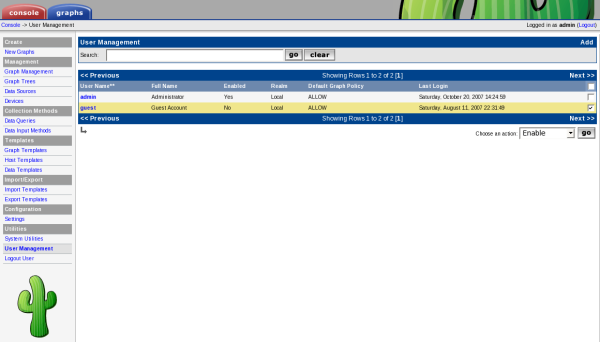 console graphs
Console -> User Management Logged in as admin (Logout)
Create
New Graphs
Management
Graph Management
Graph Trees
Data Sources
Devices
Collection Methods
Data Queries
Data Input Methods
Templates
Graph Templates
Host Templates
Data Templates
Import/Export
Import Templates
Export Templates
Configuration
Settings
Utilities
System Utilities
User Management
Logout User
User Management Add
Search: go clear
<< Previous Showing Rows 1 to 2 of 2 [1] Next >>
User Name** Full Name Enabled Realm Default Graph Policy Last Login
admin Administrator Yes Local ALLOW Saturday, October 20, 2007 14:24:59
guest Guest Account No Local ALLOW Saturday, August 11, 2007 22:31:49
<< Previous Showing Rows 1 to 2 of 2 [1] Next >>
Choose an action: Enable go